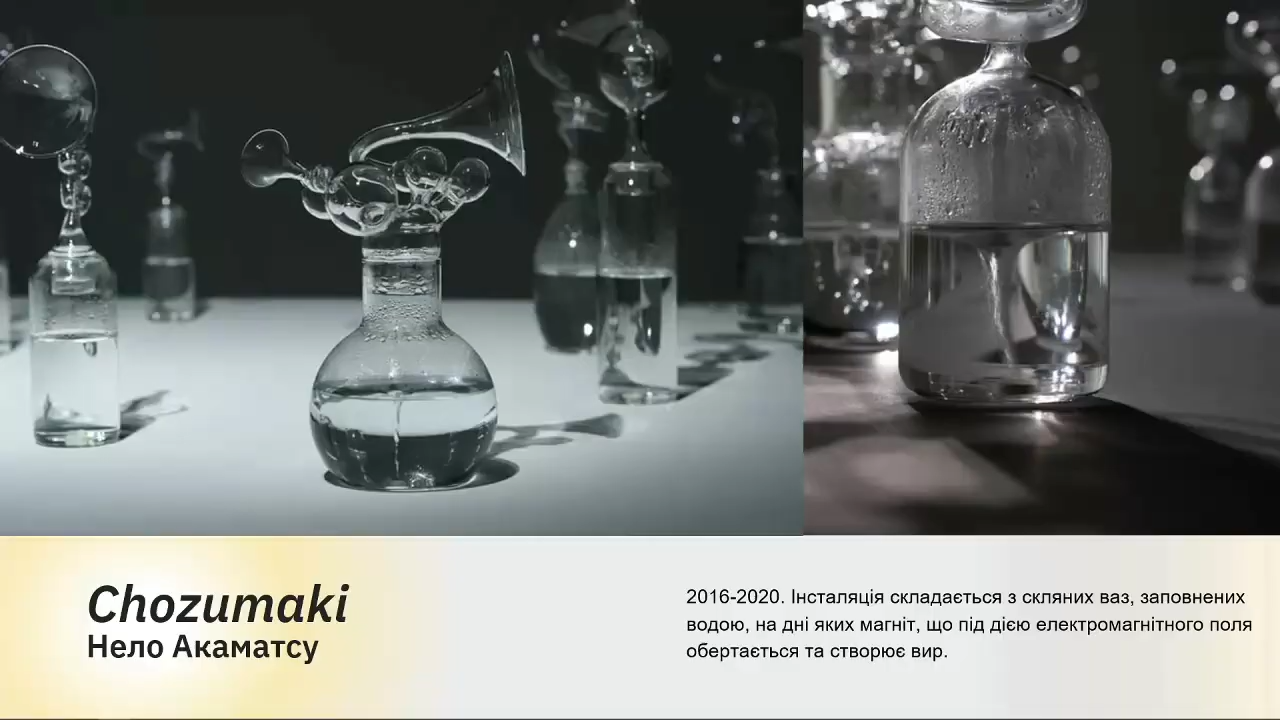 Chozumaki
Нело Акаматсу
2016-2020. Інсталяція складається з скляних ваз, заповнених
водою, на дні яких магніт, що під дією електромагнітного поля
обертається та створює вир.